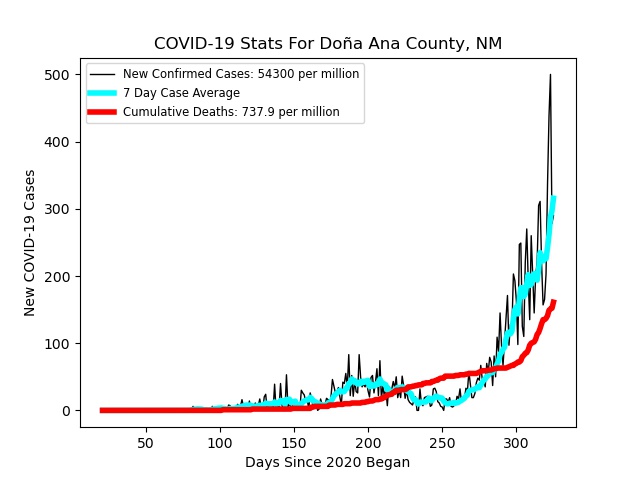 COVID-19 Stats For Doña Ana County, NM
New Confirmed Cases: 54300 per million
7 Day Case Average
Cumulative Deaths: 737.9 per million
New COVID-19 Cases
500
400
300
200
100
0
50 100 150 200 250 300
Days Since 2020 Began